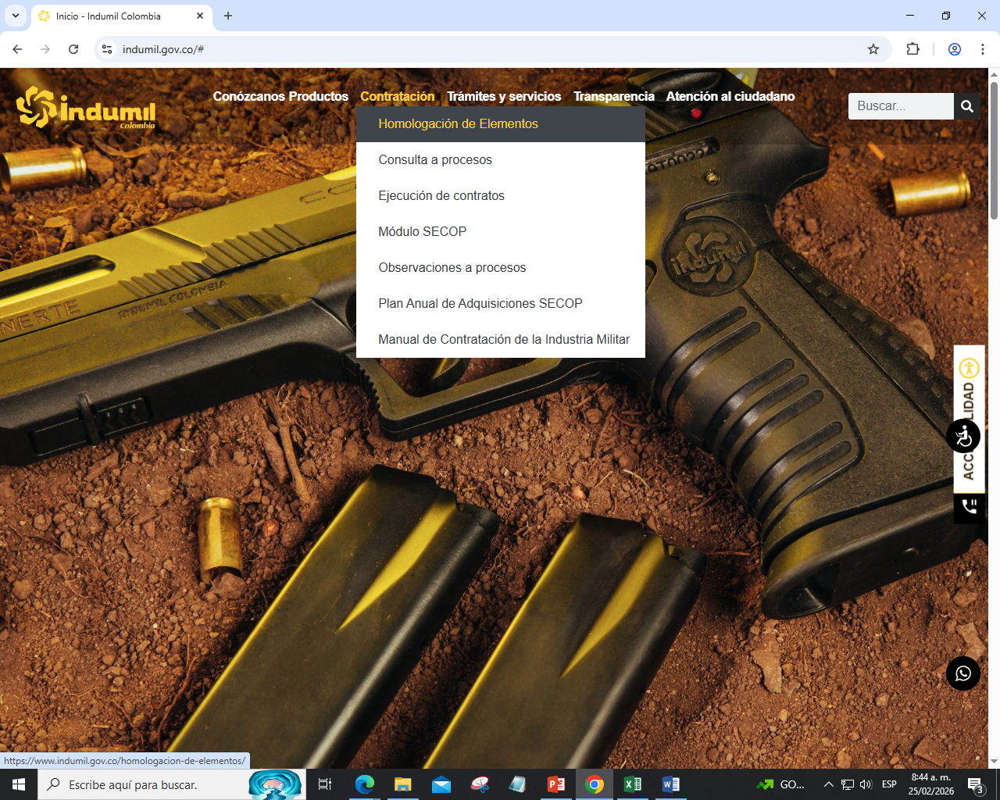 Inicio - Indumil Colombia
indumil.gov.co/#
indumil
Colombia
Conózcanos Productos Contratación Trámites y servicios Transparencia Atención al ciudadano
Buscar...
Homologación de Elementos
Consulta a procesos
Ejecución de contratos
Módulo SECOP
Observaciones a procesos
Plan Anual de Adquisiciones SECOP
Manual de Contratación de la Industria Militar
INDUMIL COLOMBIA
indumil
https://www.indumil.gov.co/homologacion-de-elementos/
Escribe aquí para buscar.
GO...
ESP
8:44 a. m.
25/02/2026
3